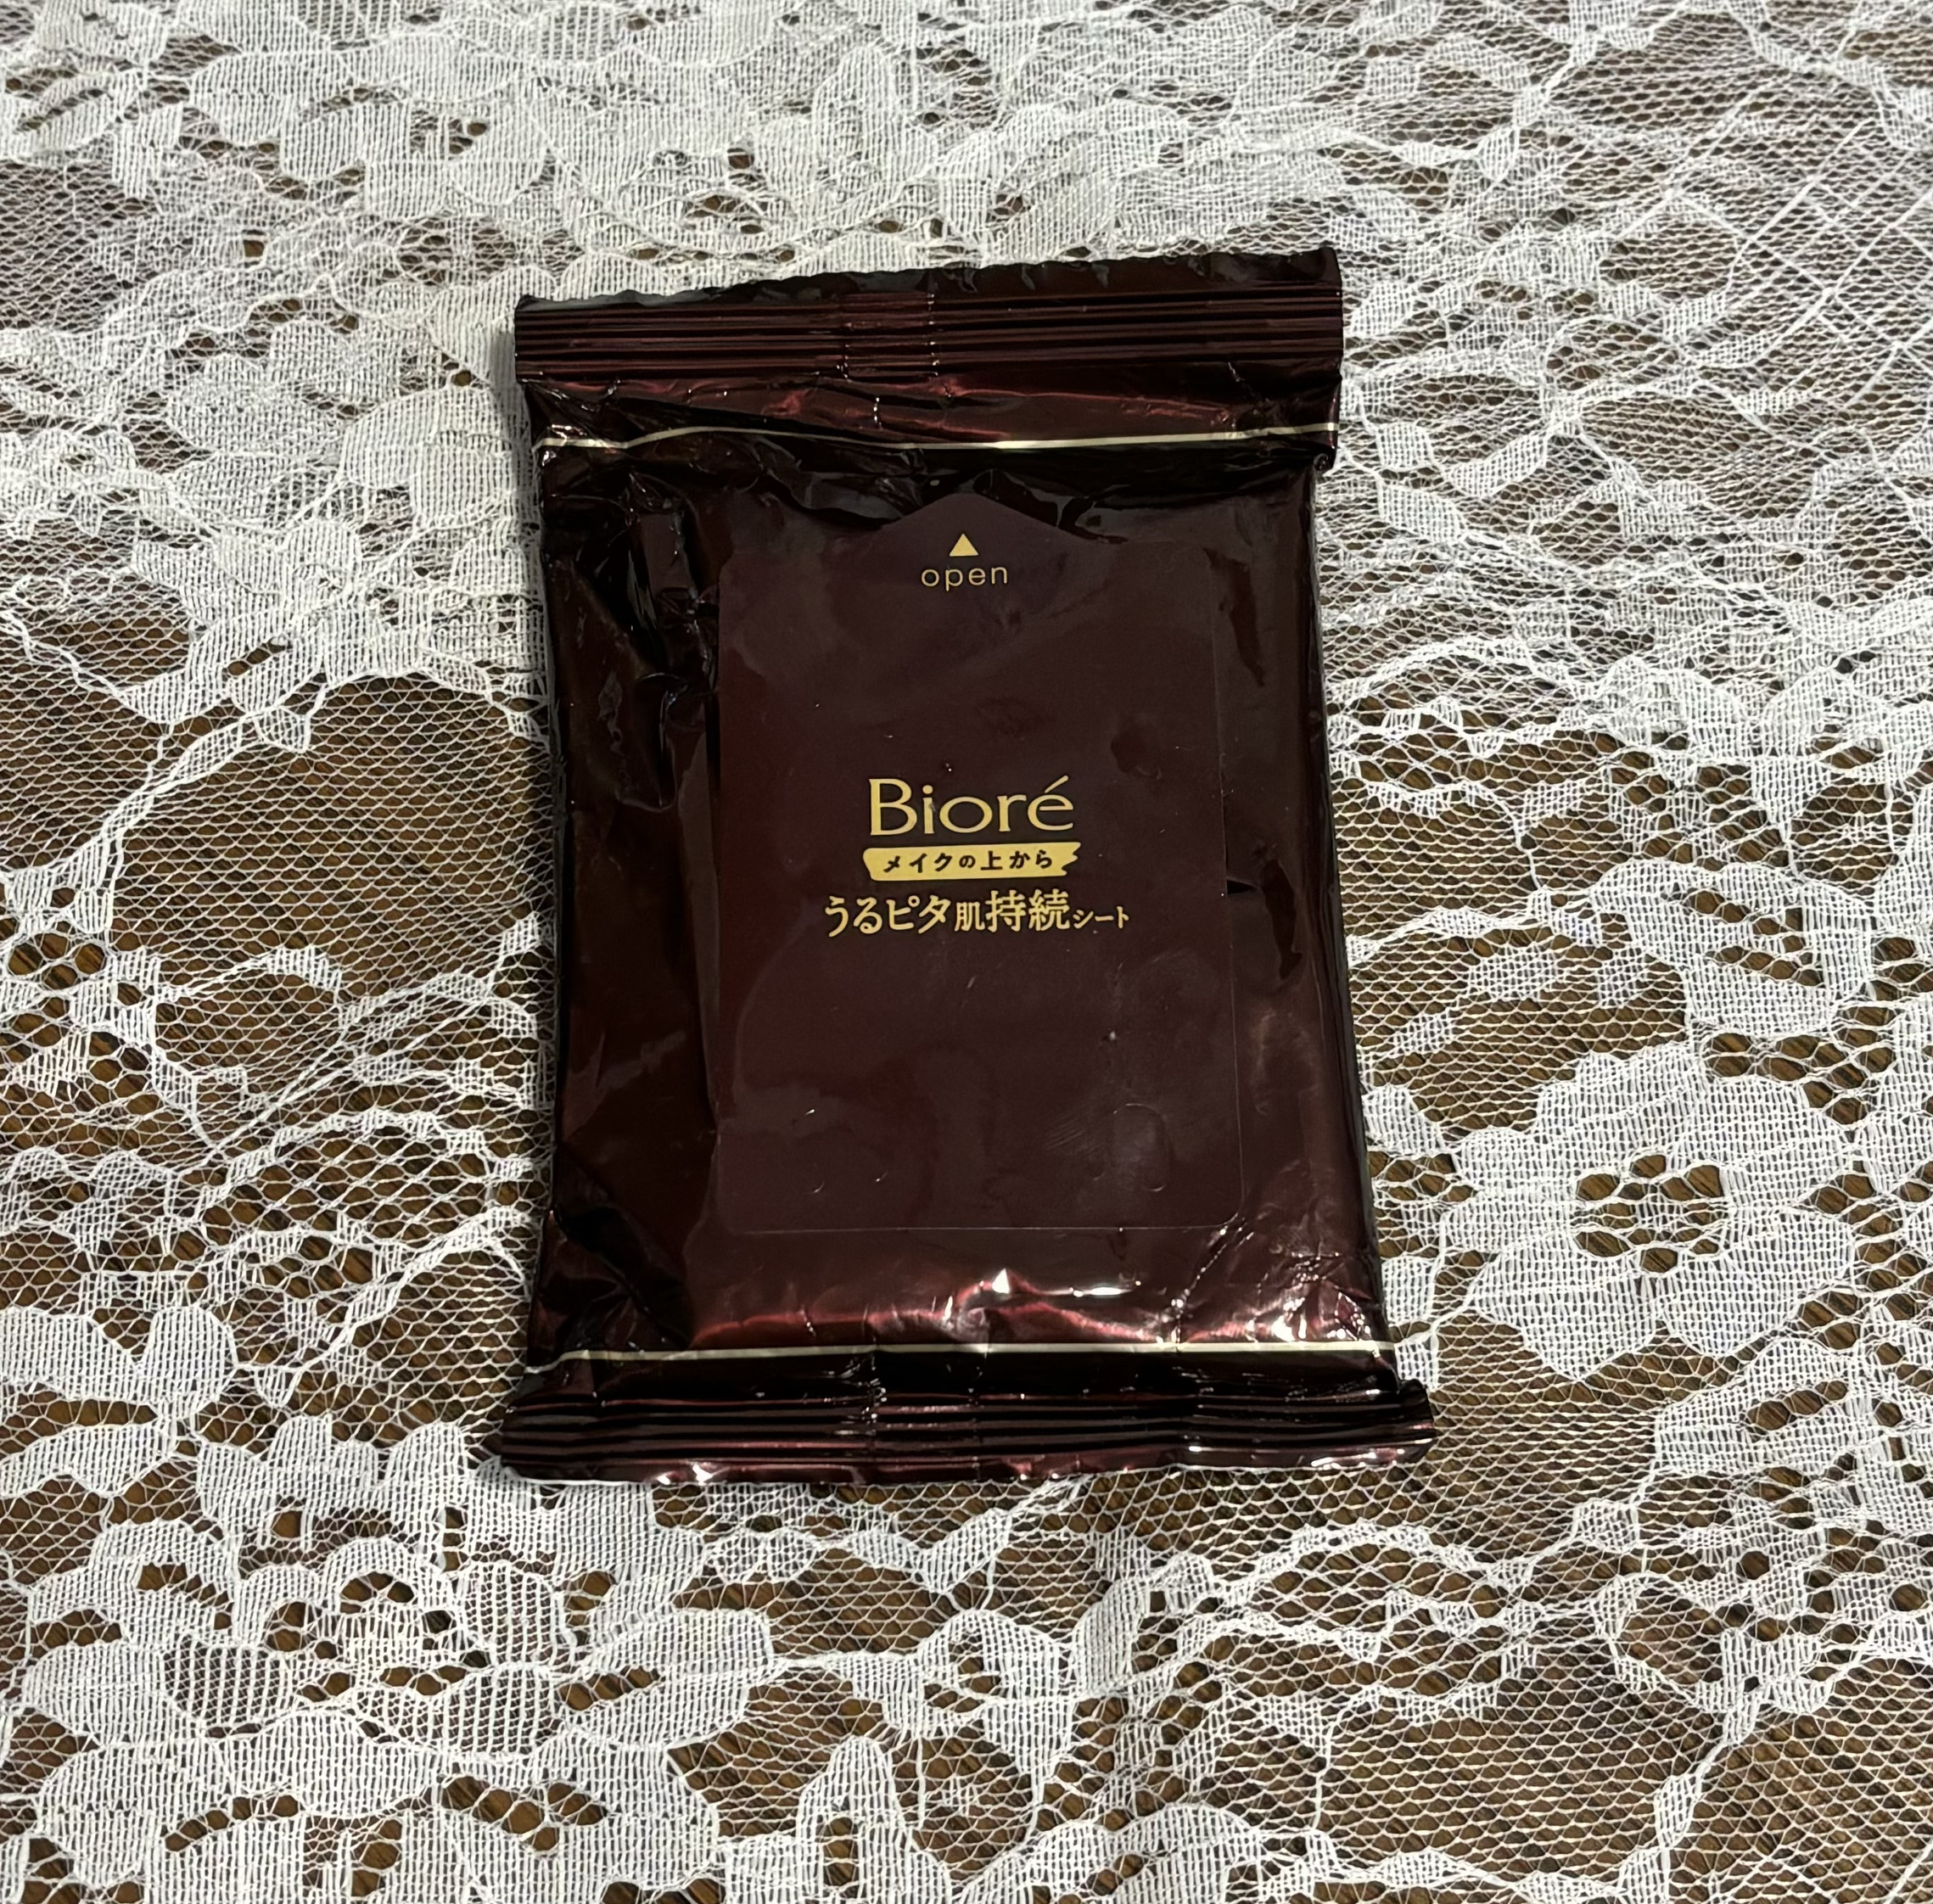 ▲
open
Bioré
メイクの上から
うるピタ肌持続シート